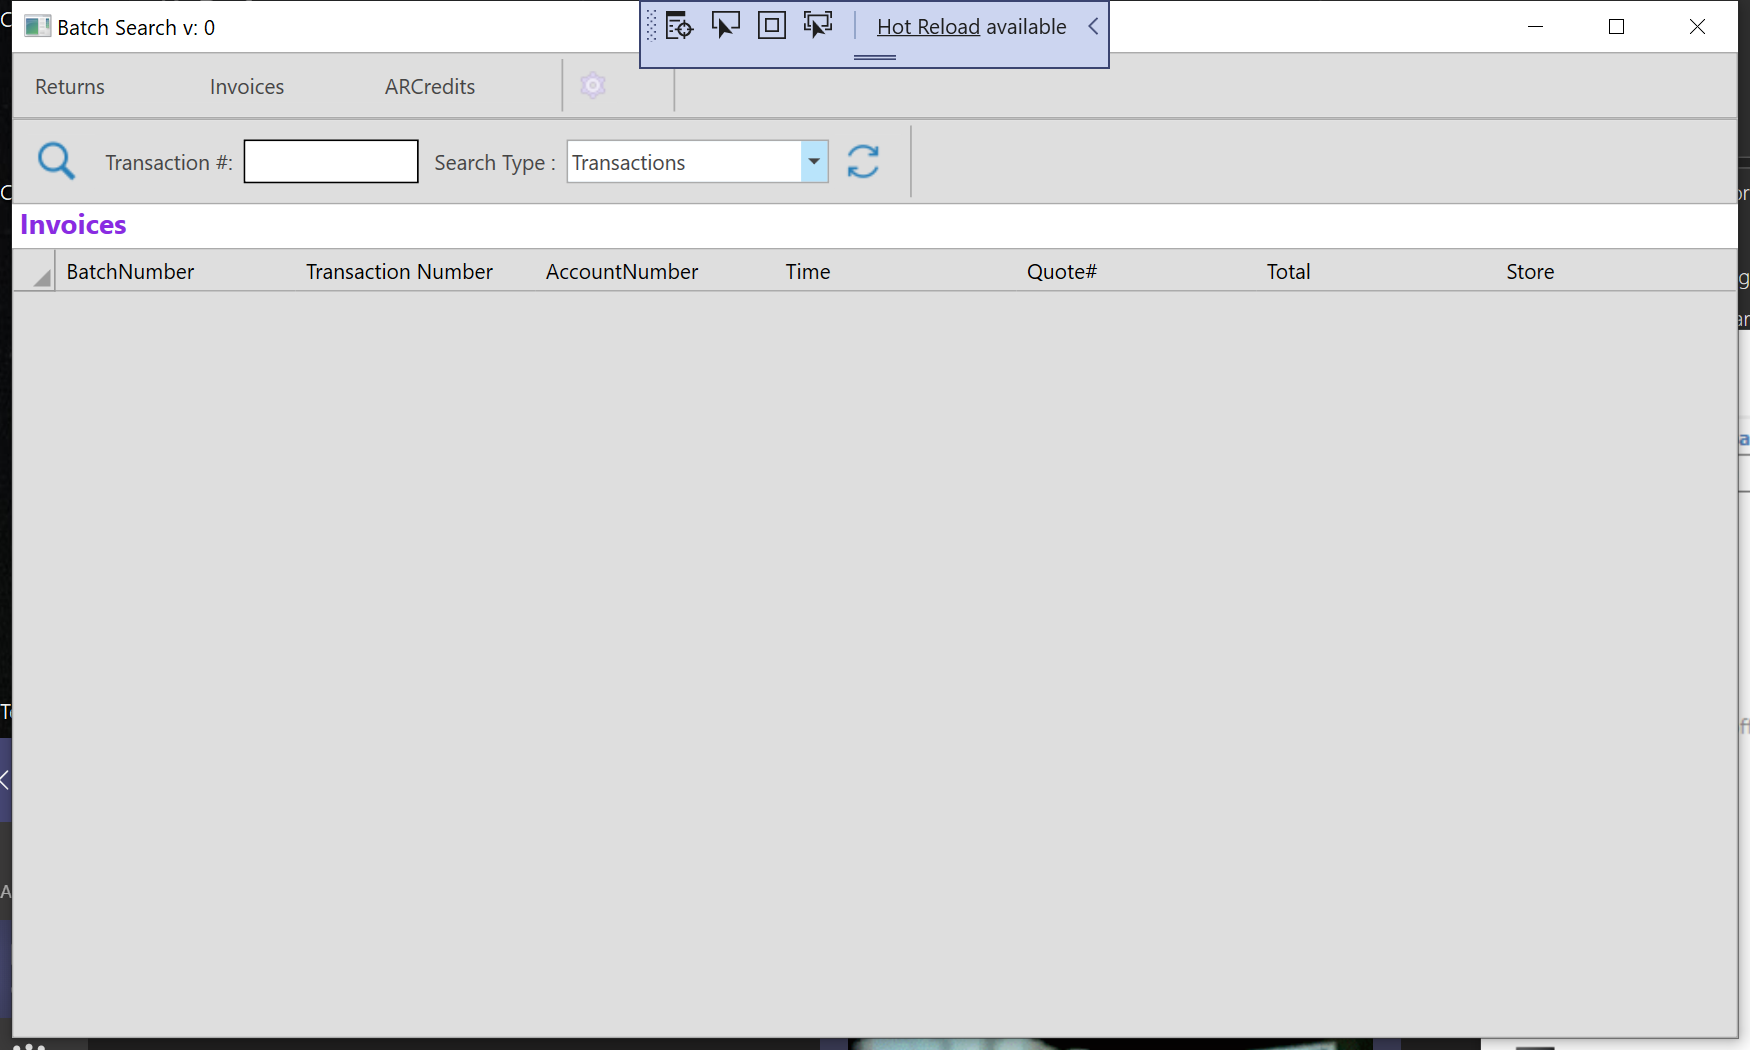 Batch Search v: 0
Hot Reload available
Returns Invoices ARCredits
Transaction #: Search Type : Transactions
Invoices
BatchNumber Transaction Number AccountNumber Time Quote# Total Store